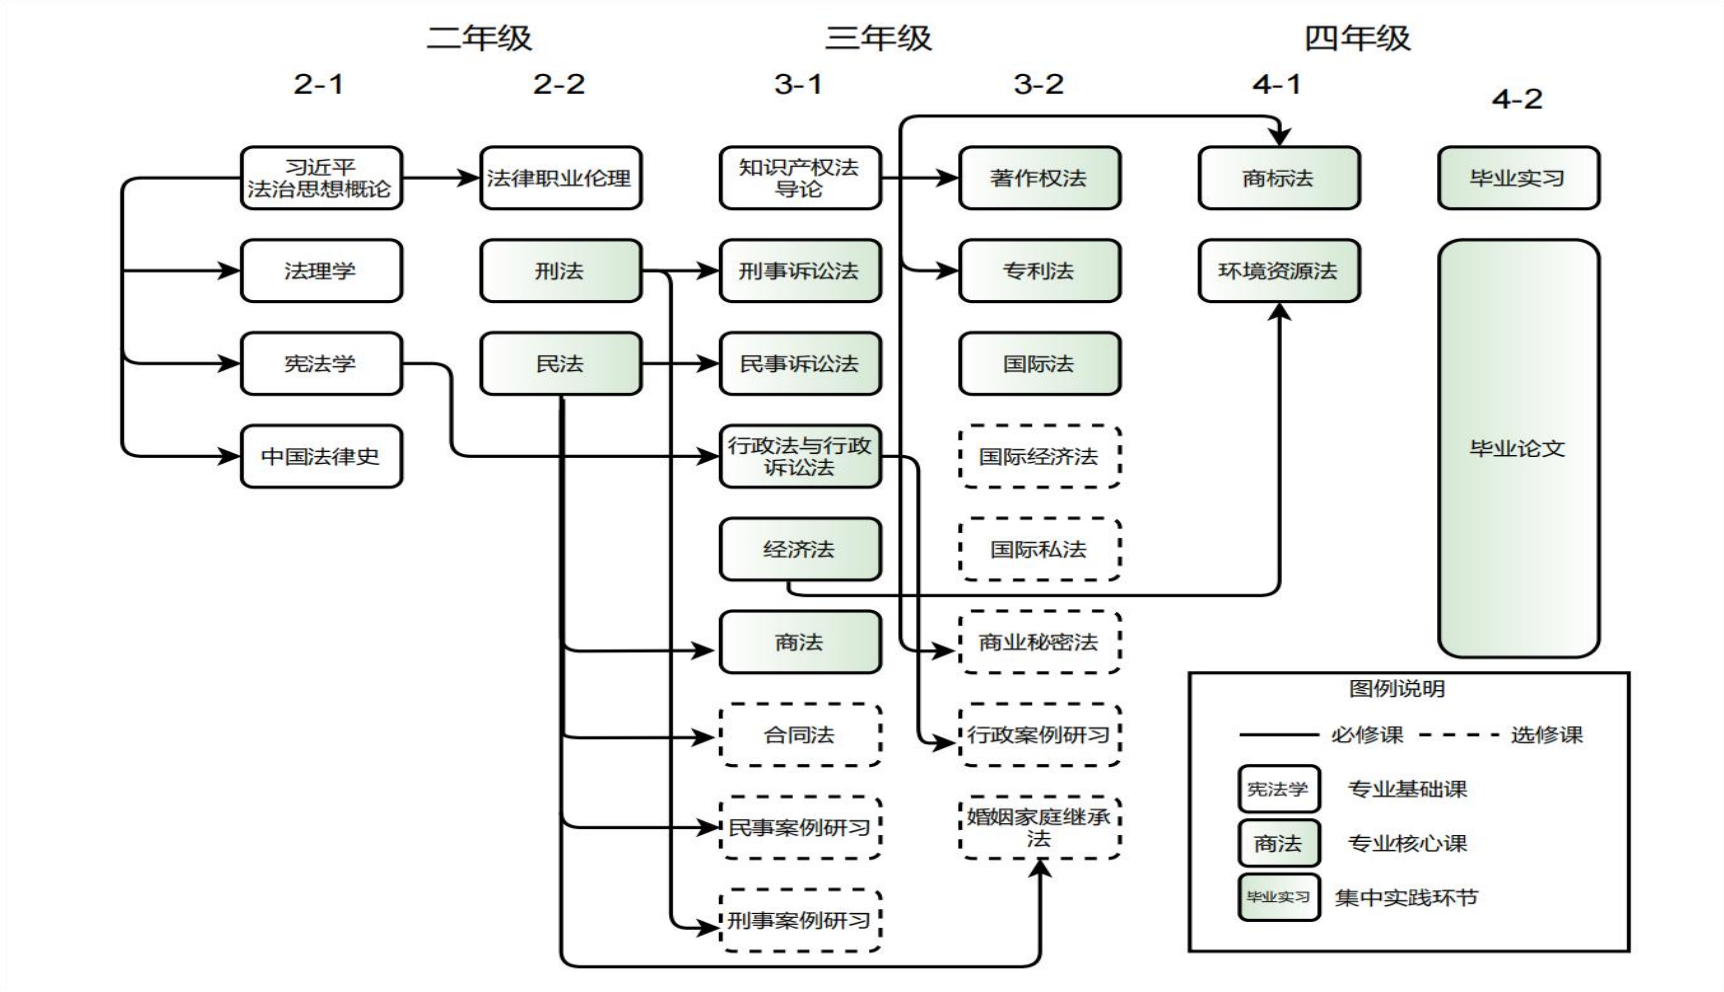 二年级
三年级
四年级
2-1
2-2
3-1
3-2
4-1
4-2
习近平
法治思想概论
法律职业伦理
知识产权法
导论
著作权法
商标法
毕业实习
法理学
刑法
刑事诉讼法
专利法
环境资源法
宪法学
民法
民事诉讼法
国际法
毕业论文
中国法律史
行政法与行政
诉讼法
国际经济法
经济法
国际私法
商法
商业秘密法
合同法
行政案例研习
民事案例研习
婚姻家庭继承
法
刑事案例研习
图例说明
必修课
选修课
宪法学
专业基础课
商法
专业核心课
毕业实习
集中实践环节